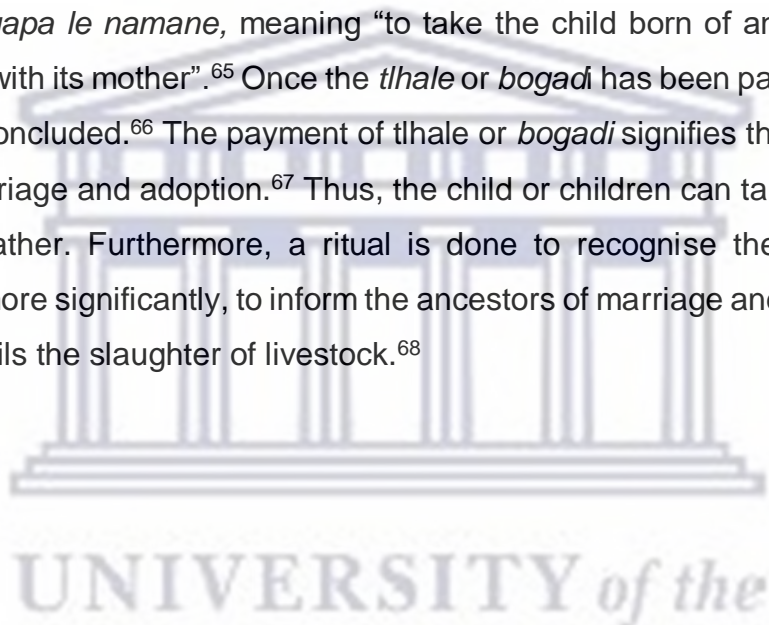 gapa le namane, meaning “to take the child born of an
with its mother”.65 Once the tlhale or bogadi has been pa
oncluded.66 The payment of tlhale or bogadi signifies th
riage and adoption.67 Thus, the child or children can ta
ather. Furthermore, a ritual is done to recognise the
nore significantly, to inform the ancestors of marriage and
ils the slaughter of livestock.68
UNIVERSITY of the